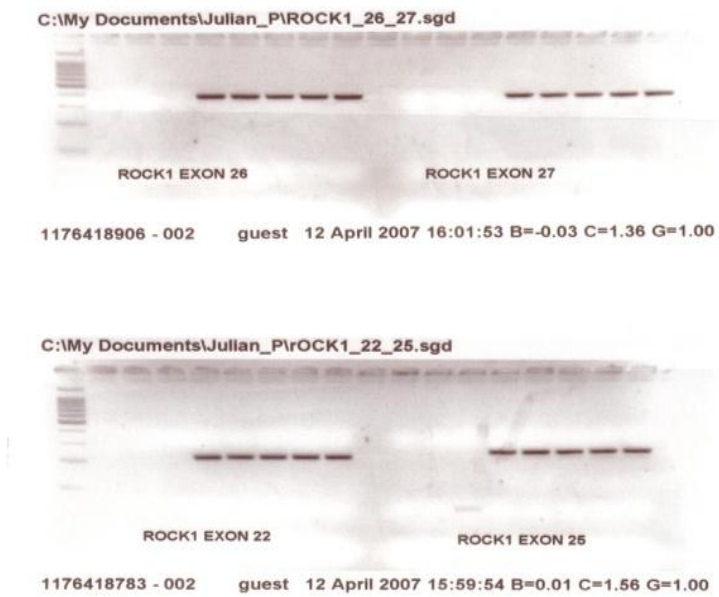 C:\My Documents\Julian_P\ROCK1_26_27.sgd
ROCK1 EXON 26 ROCK1 EXON 27
1176418906 - 002 guest 12 April 2007 16:01:53 B=-0.03 C=1.36 G=1.00
C:\My Documents\Julian_P\rOCK1_22_25.sgd
ROCK1 EXON 22 ROCK1 EXON 25
1176418783 - 002 guest 12 April 2007 15:59:54 B=0.01 C=1.56 G=1.00